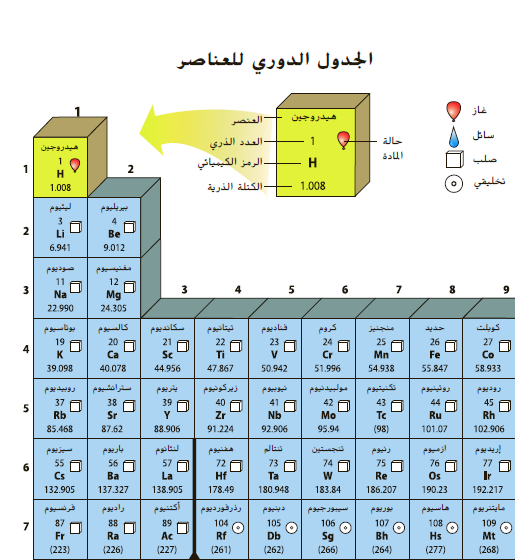 الجدول الدوري للعناصر
العنصر
العدد الذري
الرمز الكيميائي
الكتلة الذرية
هيدروجين
1
H
1.008
حالة
المادة
غاز
سائل
صلب
تخليقي
1
1
هيدروجين
1
H
1.008
2
2
ليثيوم
3
Li
6.941
بيريليوم
4
Be
9.012
3
صوديوم
11
Na
22.990
مغنيسيوم
12
Mg
24.305
3 4 5 6 7 8 9
4
بوتاسيوم
19
K
39.098
كالسيوم
20
Ca
40.078
سكانديوم
21
Sc
44.956
تيتانيوم
22
Ti
47.867
فناديوم
23
V
50.942
كروم
24
Cr
51.996
منجنيز
25
Mn
54.938
حديد
26
Fe
55.847
كوبلت
27
Co
58.933
5
روبيديوم
37
Rb
85.468
سترانشيوم
38
Sr
87.62
يتريوم
39
Y
88.906
زيركونيوم
40
Zr
91.224
نيوبيوم
41
Nb
92.906
موليبدنيوم
42
Mo
95.94
تكنيتيوم
43
Tc
(98)
روثينيوم
44
Ru
101.07
روديوم
45
Rh
102.906
6
سيزيوم
55
Cs
132.905
باريوم
56
Ba
137.327
لنثانوم
57
La
138.905
هفنيوم
72
Hf
178.49
تنتالم
73
Ta
180.948
تنجستين
74
W
183.84
رنيوم
75
Re
186.207
ازميوم
76
Os
190.23
إريديوم
77
Ir
192.217
7
فرنسيوم
87
Fr
(223)
راديوم
88
Ra
(226)
أكتنيوم
89
Ac
(227)
رذرفورديوم
104
Rf
(261)
دبنيوم
105
Db
(262)
سيبورجيوم
106
Sg
(266)
بوريوم
107
Bh
(264)
هاسيوم
108
Hs
(277)
مايتنريوم
109
Mt
(268)